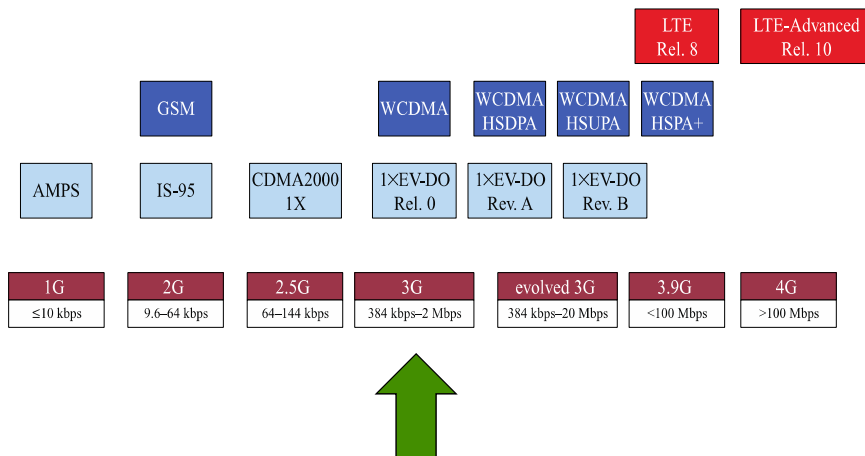 LTE
Rel. 8
LTE-Advanced
Rel. 10
GSM
WCDMA
WCDMA
HSDPA
WCDMA
HSUPA
WCDMA
HSPA+
AMPS
IS-95
CDMA2000
1X
1×EV-DO
Rel. 0
1×EV-DO
Rev. A
1×EV-DO
Rev. B
1G
≤10 kbps
2G
9.6–64 kbps
2.5G
64–144 kbps
3G
384 kbps–2 Mbps
evolved 3G
384 kbps–20 Mbps
3.9G
<100 Mbps
4G
>100 Mbps